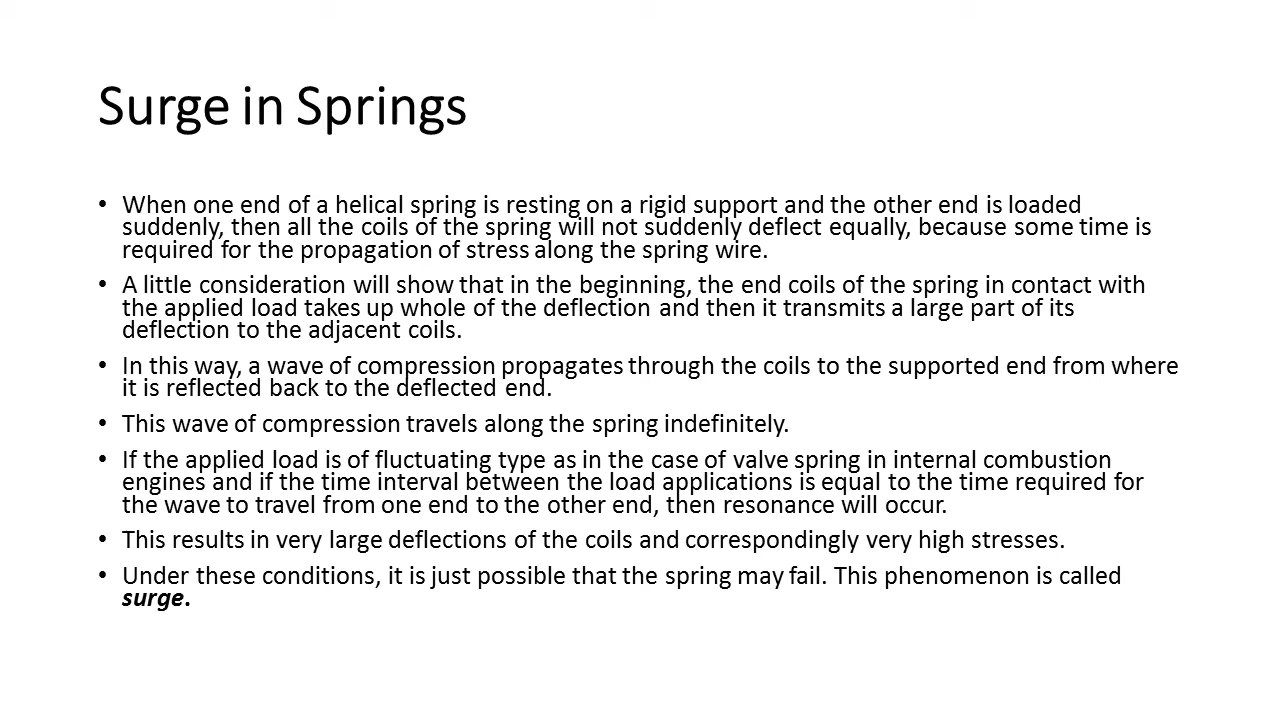 Surge in Springs
• When one end of a helical spring is resting on a rigid support and the other end is loaded
suddenly, then all the coils of the spring will not suddenly deflect equally, because some time is
required for the propagation of stress along the spring wire.
• A little consideration will show that in the beginning, the end coils of the spring in contact with
the applied load takes up whole of the deflection and then it transmits a large part of its
deflection to the adjacent coils.
• In this way, a wave of compression propagates through the coils to the supported end from where
it is reflected back to the deflected end.
• This wave of compression travels along the spring indefinitely.
• If the applied load is of fluctuating type as in the case of valve spring in internal combustion
engines and if the time interval between the load applications is equal to the time required for
the wave to travel from one end to the other end, then resonance will occur.
• This results in very large deflections of the coils and correspondingly very high stresses.
• Under these conditions, it is just possible that the spring may fail. This phenomenon is called
surge.